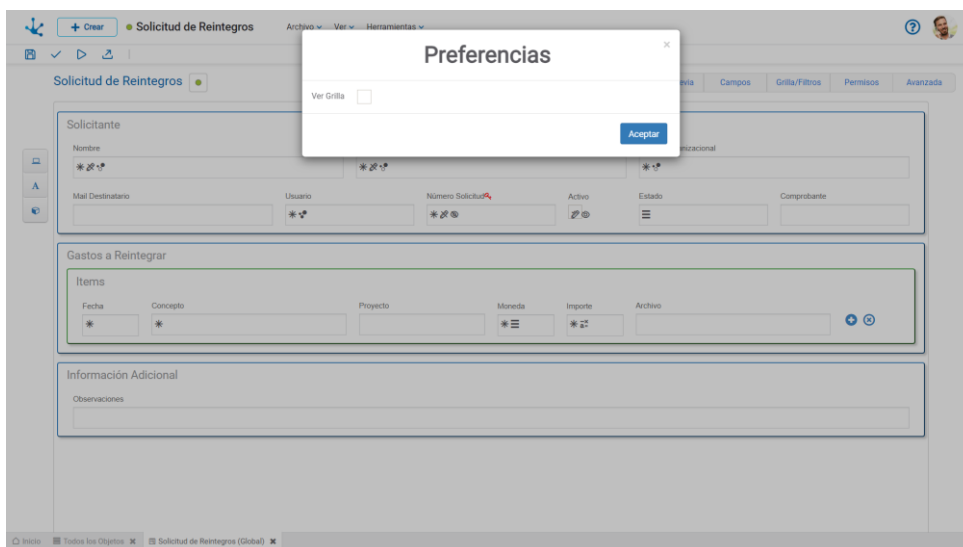 + Crear Solicitud de Reintegros Archivo Ver Herramientas
Preferencias ×
Solicitud de Reintegros Campos Grilla/Filtros Permisos Avanzada
Ver Grilla
Aceptar
Solicitante
Nombre
Mail Destinatario Usuario Número Solicitud Activo Estado Comprobante
Gastos a Reintegrar
Items
Fecha Concepto Proyecto Moneda Importe Archivo
Información Adicional
Observaciones
Inicio Todos los Objetos Solicitud de Reintegros (Global)